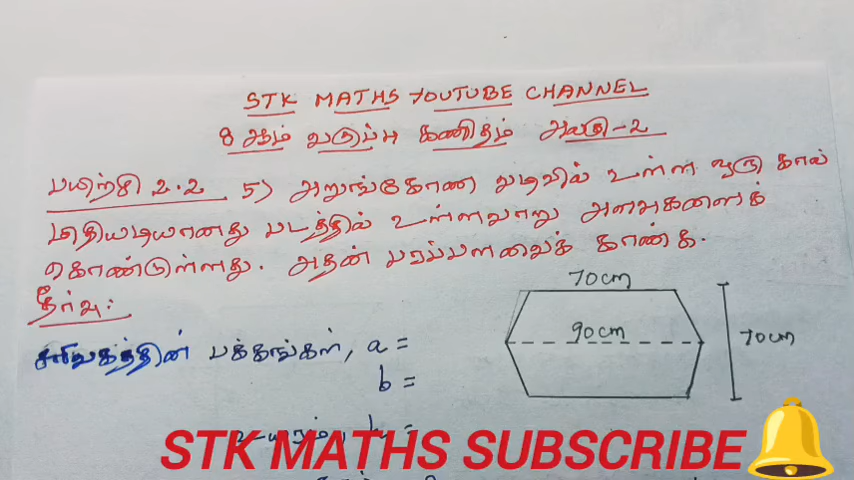 STK MATHS YOUTUBE CHANNEL
8 ஆம் வகுப்பு கணிதம் அலகு-2
பயிற்சி 2.2 5) அறுங்கோண வடிவில் உள்ள ஒரு கால்
மிதியடியானது படத்தில் உள்ளவாறு அளவுகளைக்
கொண்டுள்ளது. அதன் பரப்பளவைக் காண்க.
தீர்வு:
70cm
90cm
70cm
சரிவகத்தின் பக்கங்கள், a =
b =
உயரம், h =
STK MATHS SUBSCRIBE